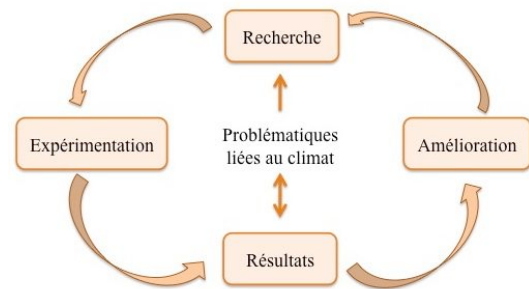 Recherche
Expérimentation
Problématiques
liées au climat
Amélioration
Résultats